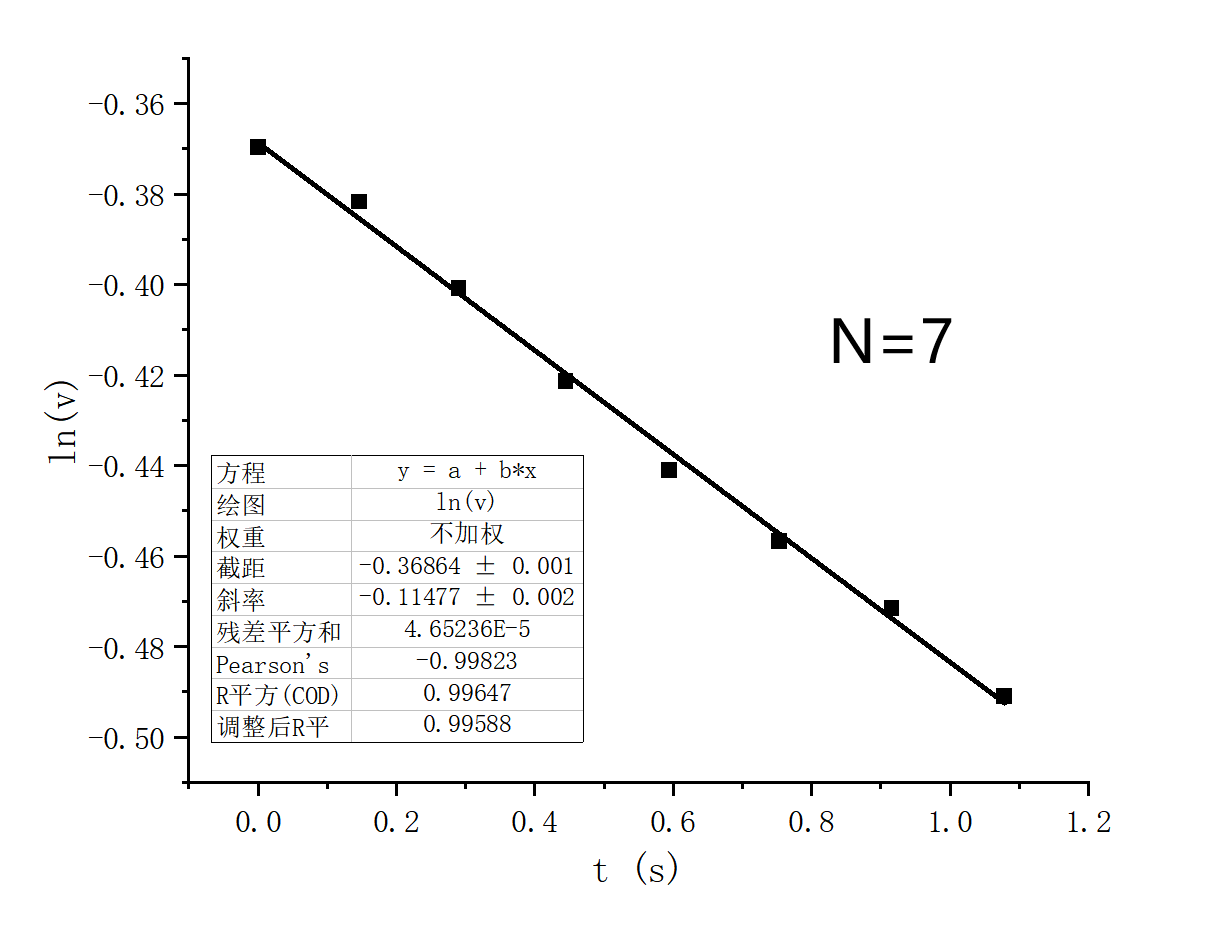 -0.36
-0.38
-0.40
-0.42
-0.44
-0.46
-0.48
-0.50
ln(v)
N=7
方程 y = a + b*x
绘图 ln(v)
权重 不加权
截距 -0.36864 ± 0.001
斜率 -0.11477 ± 0.002
残差平方和 4.65236E-5
Pearson's -0.99823
R平方(COD) 0.99647
调整后R平 0.99588
0.0 0.2 0.4 0.6 0.8 1.0 1.2
t (s)